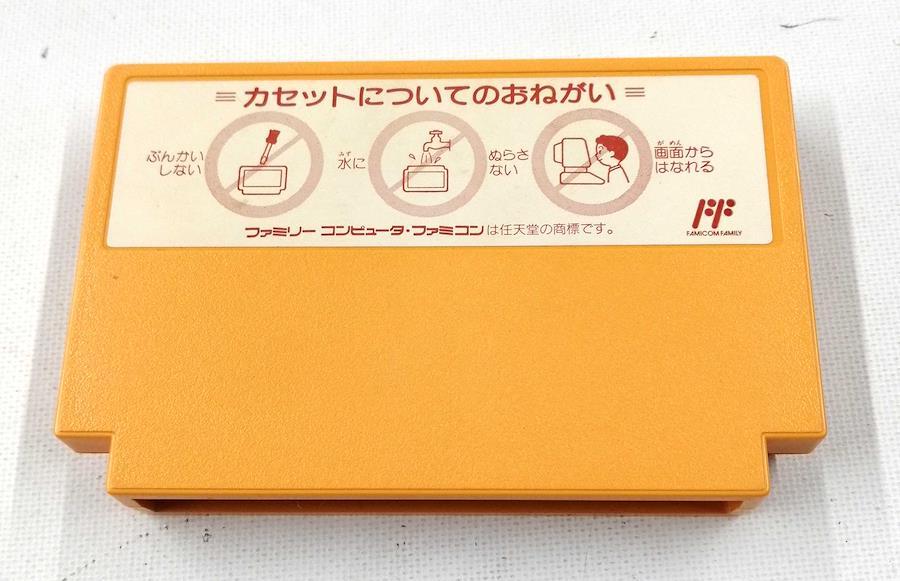 カセットについてのおねがい
ぶんかい
しない
みず
水に
ぬらさ
ない
が めん
画面から
はなれる
ファミリー コンピュータ・ファミコンは任天堂の商標です。
FAMICOM FAMILY